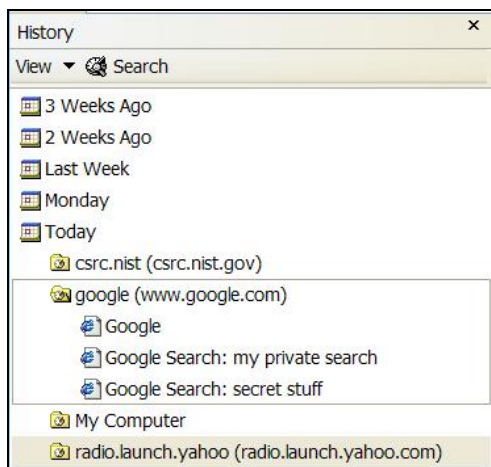 History
View Search
3 Weeks Ago
2 Weeks Ago
Last Week
Monday
Today
csrc.nist (csrc.nist.gov)
google (www.google.com)
Google
Google Search: my private search
Google Search: secret stuff
My Computer
radio.launch.yahoo (radio.launch.yahoo.com)